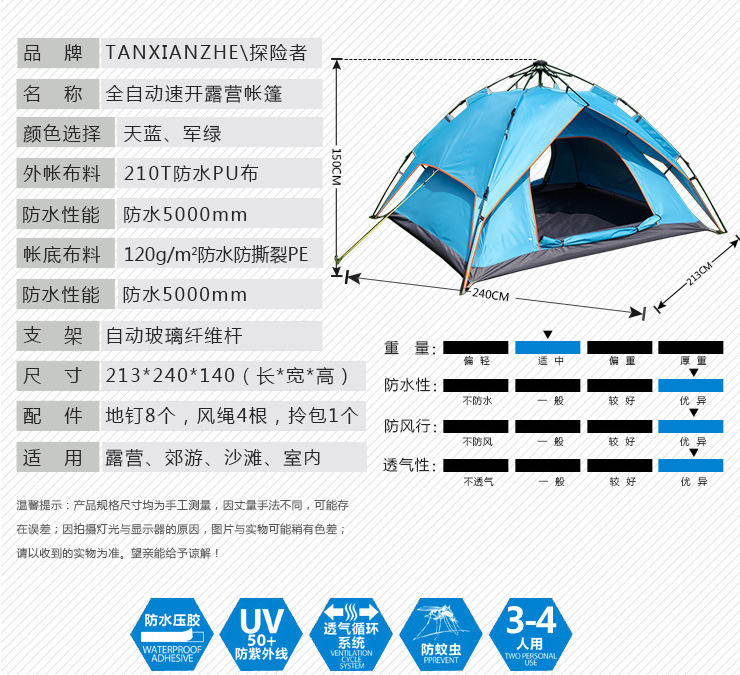 品 牌 TANXIANZHE\探险者
名 称 全自动速开露营帐篷
颜色选择 天蓝、军绿
外帐布料 210T防水PU布
防水性能 防水5000mm
帐底布料 120g/m²防水防撕裂PE
防水性能 防水5000mm
支 架 自动玻璃纤维杆
尺 寸 213*240*140（长*宽*高）
配 件 地钉8个，风绳4根，拎包1个
适 用 露营、郊游、沙滩、室内
温馨提示：产品规格尺寸均为手工测量，因丈量手法不同，可能存
在误差；因拍摄灯光与显示器的原因，图片与实物可能稍有色差；
请以收到的实物为准。望亲能给予谅解！
150CM
240CM
213CM
重 量：
偏 轻 适 中 偏 重 厚 重
防水性：
不防水 一 般 较 好 优 异
防风行：
不防风 一 般 较 好 优 异
透气性：
不透气 一 般 较 好 优 异
防水压胶
WATERPROOF
ADHESIVE
UV
50+
防紫外线
透气循环
系统
VENTILATION
CYCLE
SYSTEM
防蚊虫
PPREVENT
3-4
人用
TWO PERSONAL
USE